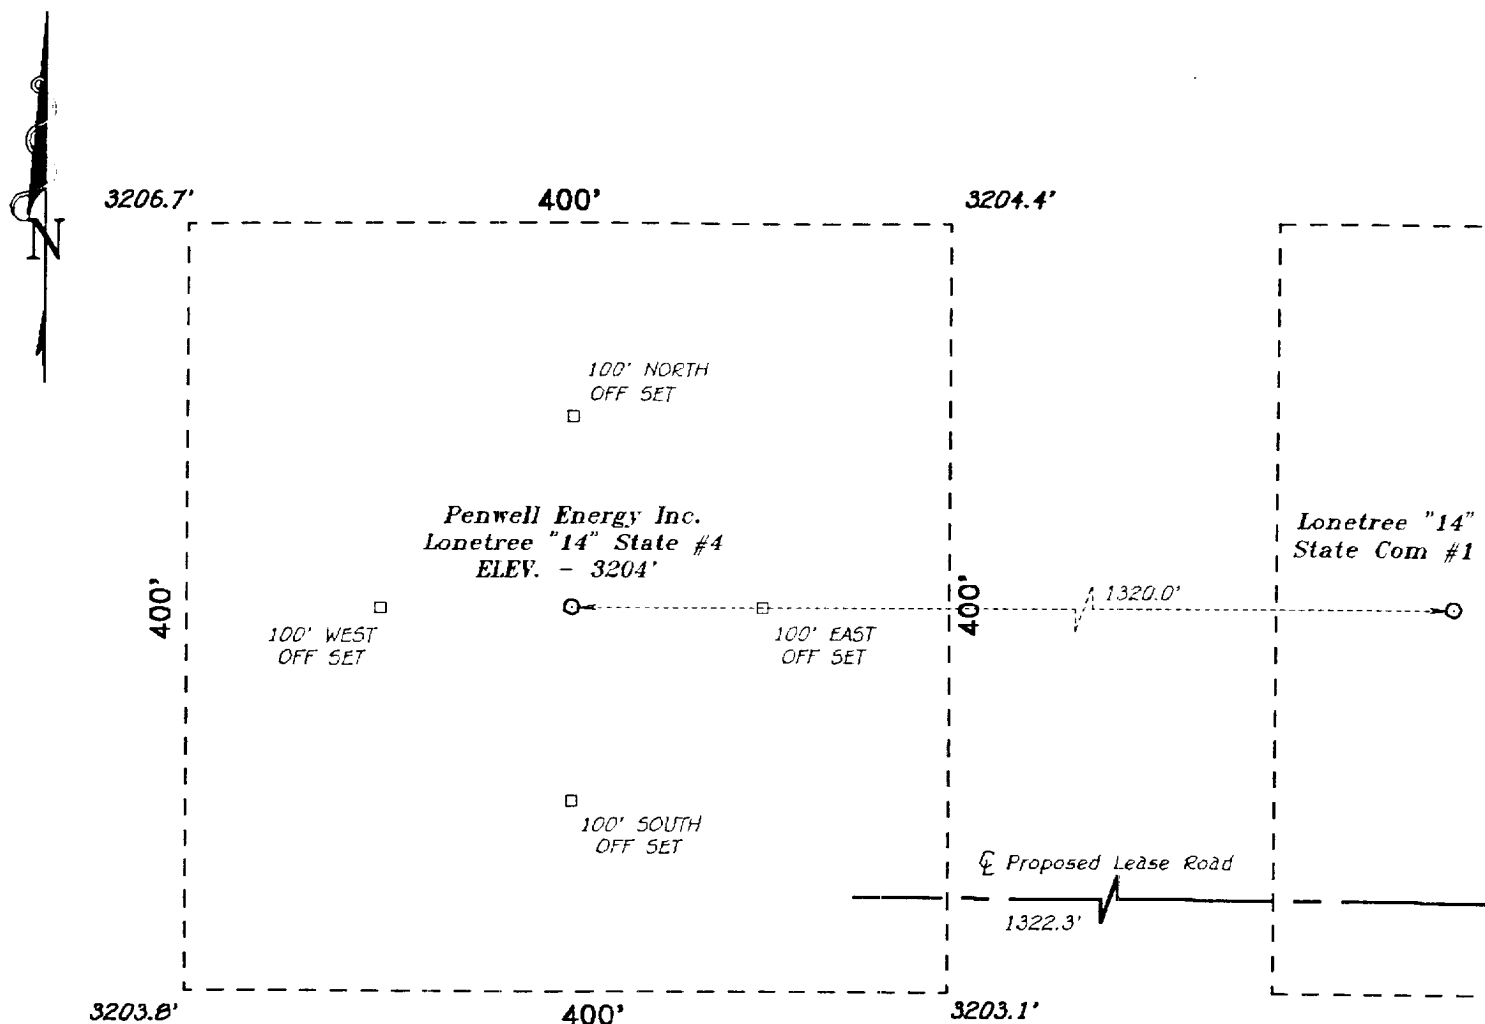 N
3206.7'
400'
3204.4'
100' NORTH
OFF SET
Penwell Energy Inc.
Lonetree "14" State #4
ELEV. - 3204'
Lonetree "14"
State Com #1
400'
400'
1320.0'
100' WEST
OFF SET
100' EAST
OFF SET
100' SOUTH
OFF SET
℄ Proposed Lease Road
1322.3'
3203.8'
400'
3203.1'